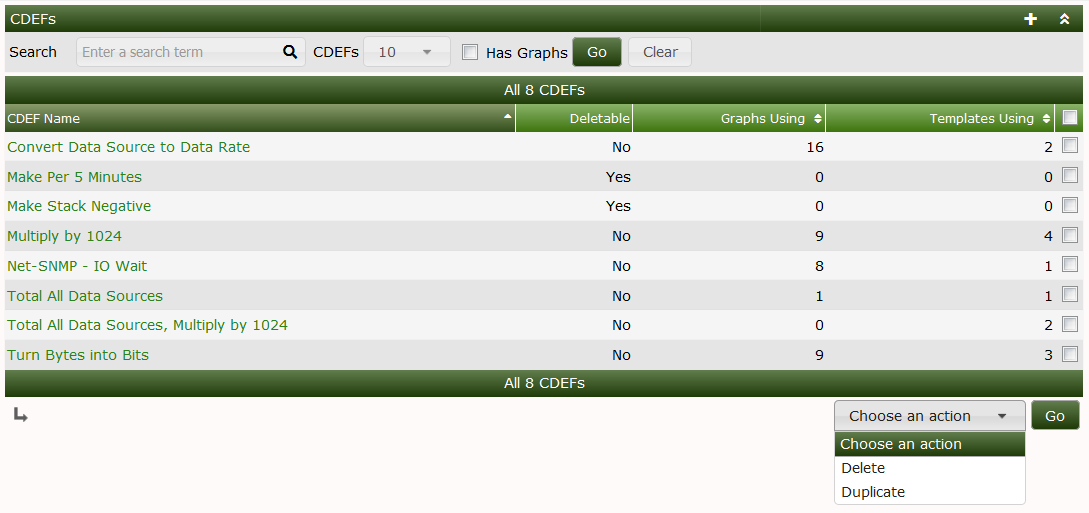 CDEFs
Search Enter a search term CDEFs 10 Has Graphs Go Clear
All 8 CDEFs
CDEF Name Deletable Graphs Using Templates Using
Convert Data Source to Data Rate No 16 2
Make Per 5 Minutes Yes 0 0
Make Stack Negative Yes 0 0
Multiply by 1024 No 9 4
Net-SNMP - IO Wait No 8 1
Total All Data Sources No 1 1
Total All Data Sources, Multiply by 1024 No 0 2
Turn Bytes into Bits No 9 3
All 8 CDEFs
Choose an action Go
Choose an action
Delete
Duplicate